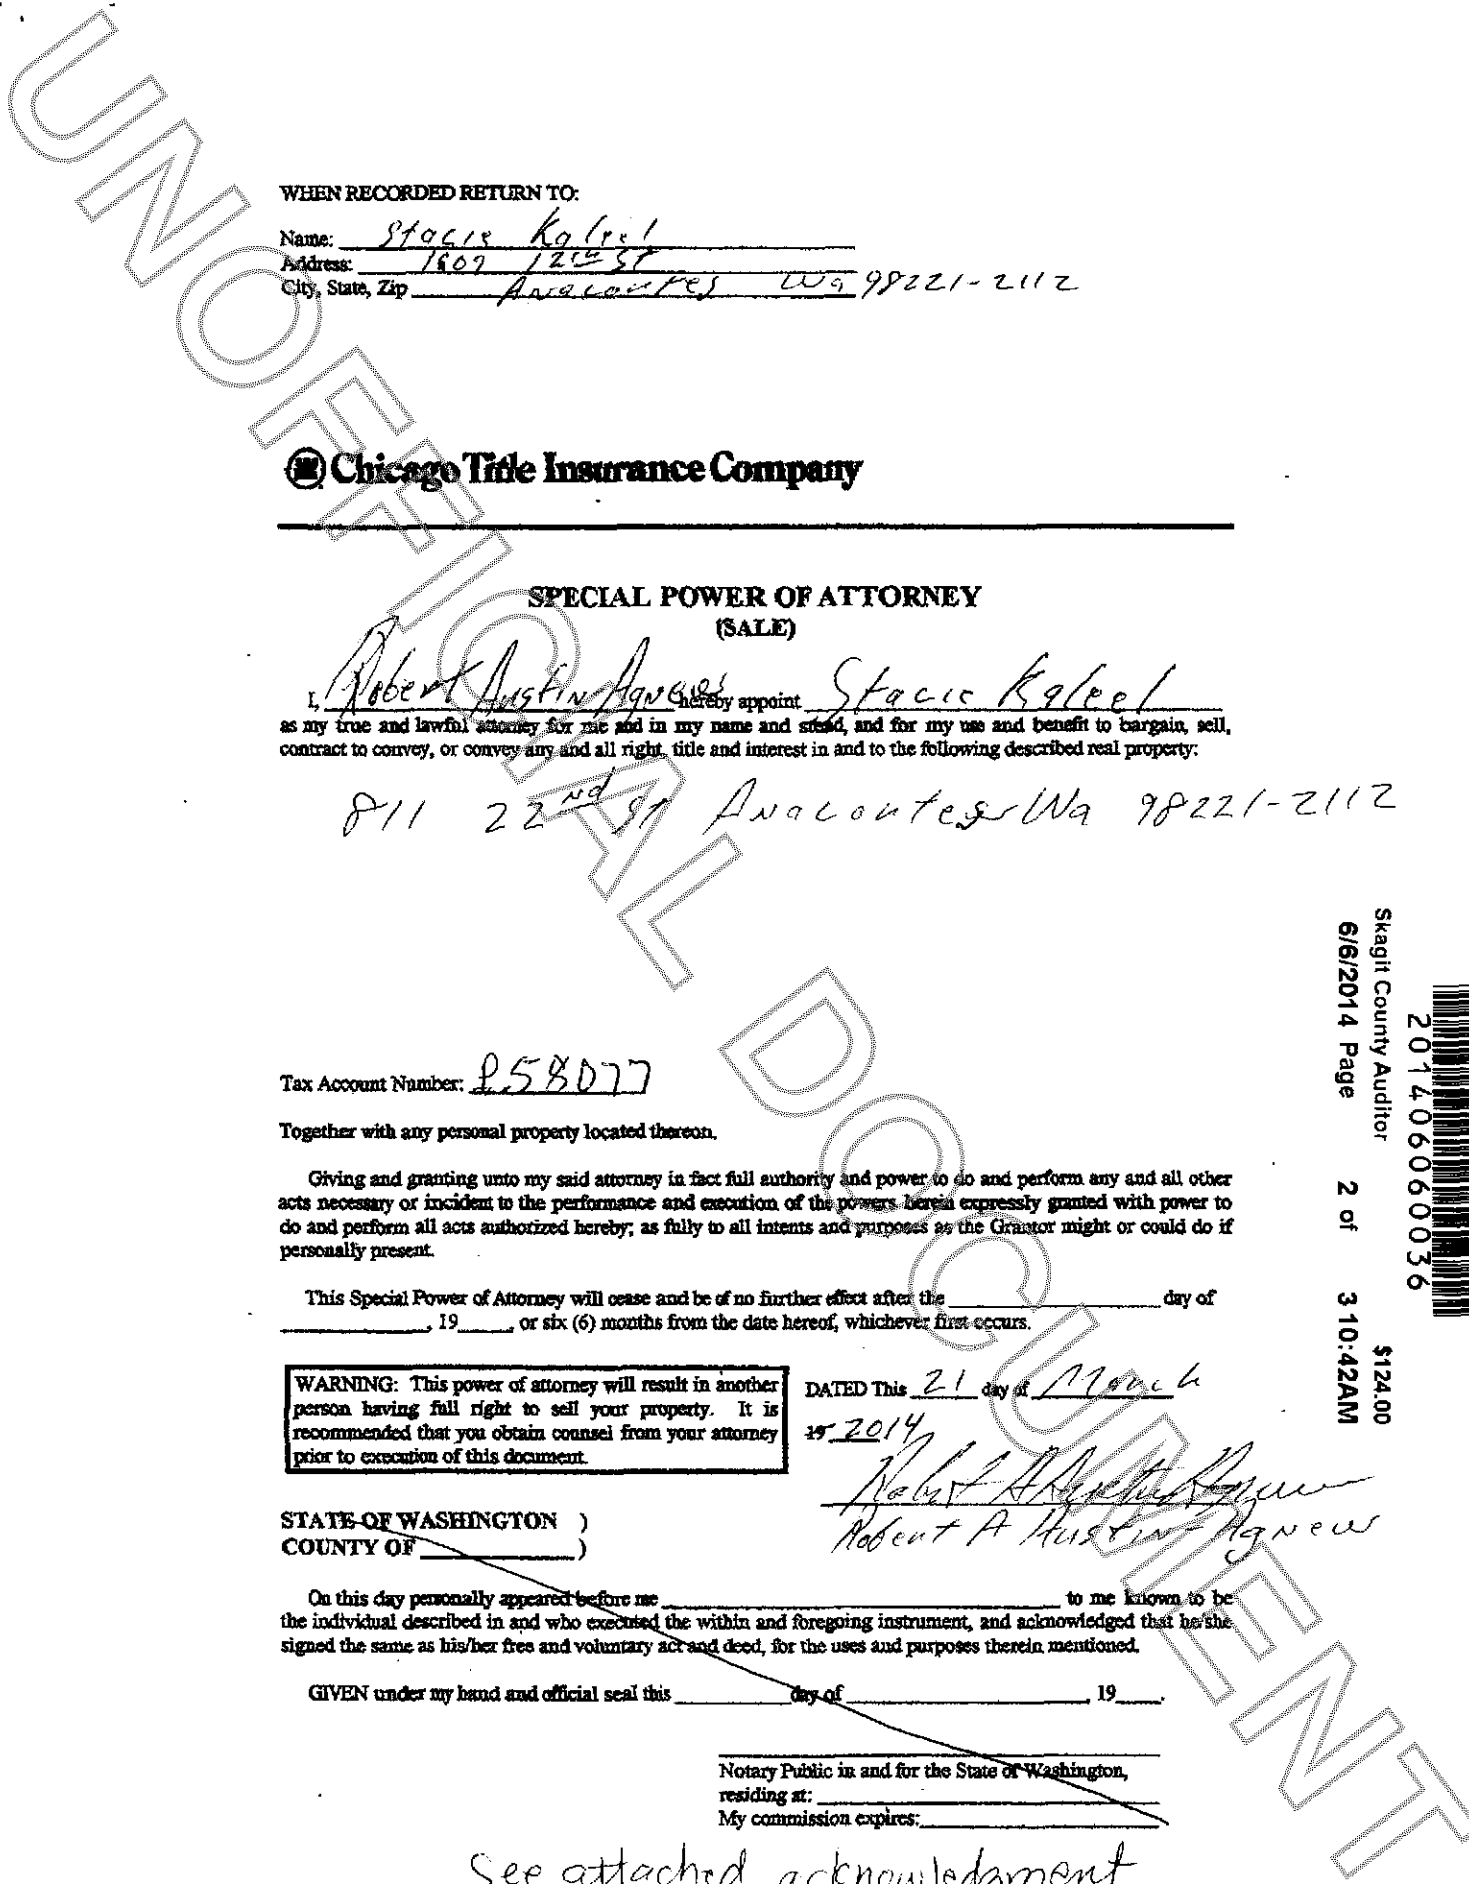 WHEN RECORDED RETURN TO:
Name: Stacie Kaleel
Address: 1607 12th ST
City, State, Zip Anacortes Wa 98221-2112
Chicago Title Insurance Company
SPECIAL POWER OF ATTORNEY
(SALE)
I, Robert Austin Agnew hereby appoint Stacie Kaleel
as my true and lawful attorney for me and in my name and stead, and for my use and benefit to bargain, sell,
contract to convey, or convey any and all right, title and interest in and to the following described real property:
811 22nd ST Anacortes Wa 98221-2112
Tax Account Number: P58077
Together with any personal property located thereon.
Giving and granting unto my said attorney in fact full authority and power to do and perform any and all other
acts necessary or incident to the performance and execution of the powers herein expressly granted with power to
do and perform all acts authorized hereby; as fully to all intents and purposes as the Grantor might or could do if
personally present.
This Special Power of Attorney will cease and be of no further effect after the ____ day of
____, 19____, or six (6) months from the date hereof, whichever first occurs.
WARNING: This power of attorney will result in another
person having full right to sell your property. It is
recommended that you obtain counsel from your attorney
prior to execution of this document.
DATED This 21 day of March
19 2014
Robert A Austin-Agnew
STATE OF WASHINGTON )
COUNTY OF ____ )
On this day personally appeared before me ____ to me known to be
the individual described in and who executed the within and foregoing instrument, and acknowledged that he/she
signed the same as his/her free and voluntary act and deed, for the uses and purposes therein mentioned.
GIVEN under my hand and official seal this ____ day of ____, 19____.
Notary Public in and for the State of Washington,
residing at: ____
My commission expires: ____
See attached acknowledgment
201406060036
Skagit County Auditor $124.00
6/6/2014 Page 2 of 3 10:42AM
UNOFFICIAL DOCUMENT